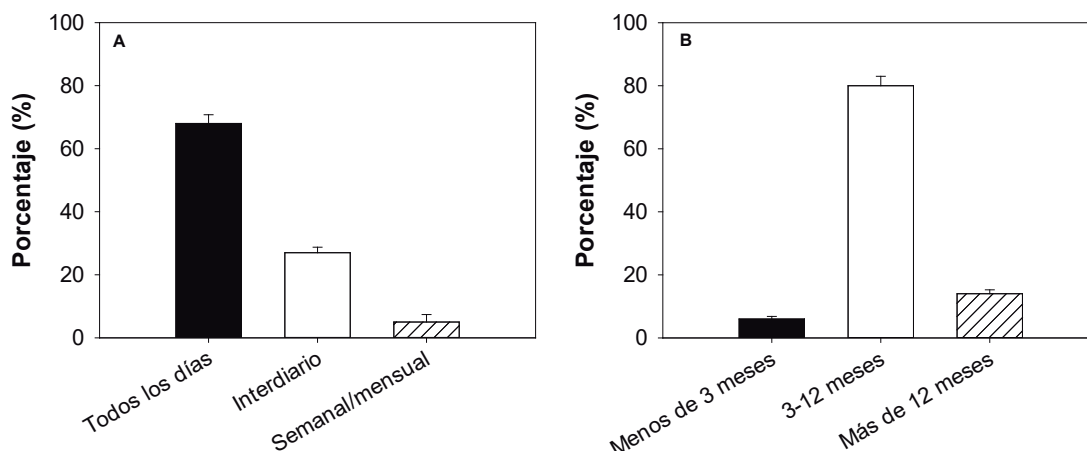 A
Porcentaje (%)
100
80
60
40
20
0
Todos los días
Interdiario
Semanal/mensual
B
Porcentaje (%)
100
80
60
40
20
0
Menos de 3 meses
3-12 meses
Más de 12 meses